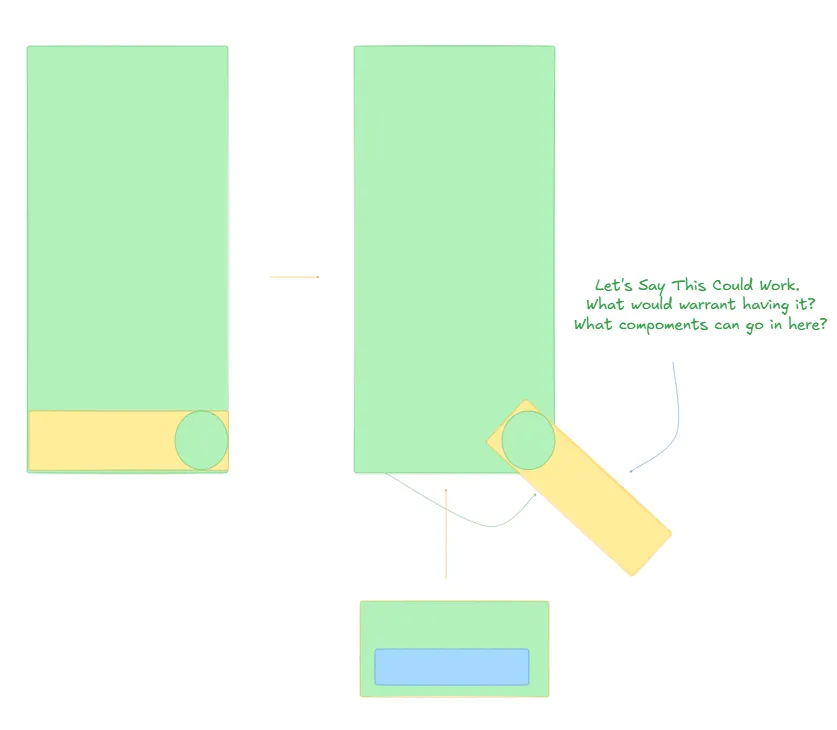 Let's Say This Could Work.
What would warrant having it?
What compoments can go in here?